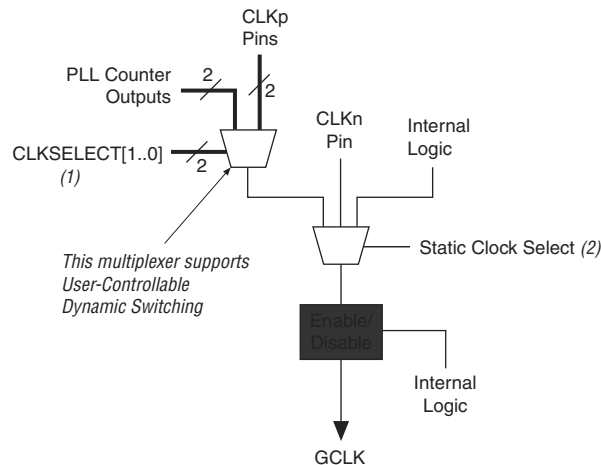 CLKp
Pins
PLL Counter
Outputs
2
2
CLKn
Pin
Internal
Logic
CLKSELECT[1..0]
(1)
2
Static Clock Select (2)
This multiplexer supports
User-Controllable
Dynamic Switching
Enable/
Disable
Internal
Logic
GCLK